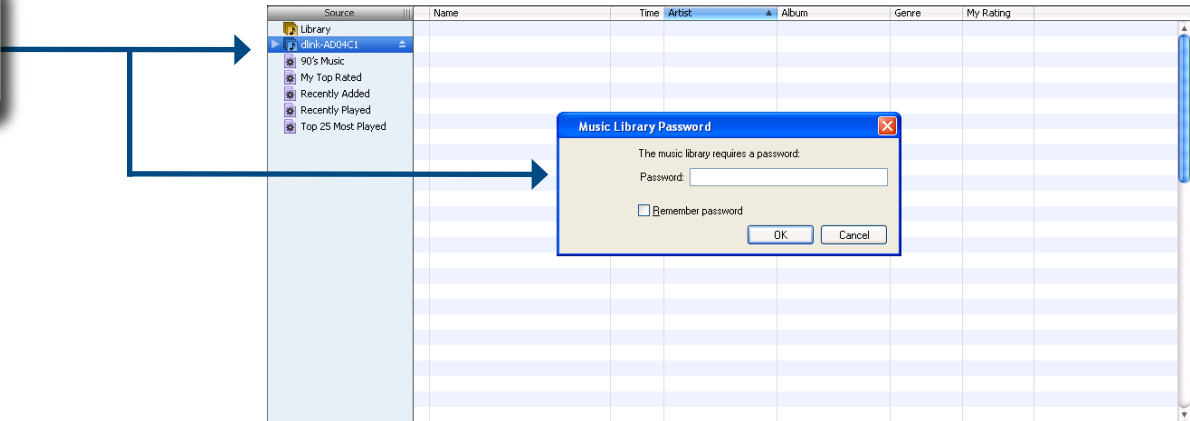 Source Name Time Artist Album Genre My Rating
Library
dlink-AD04C1
90's Music
My Top Rated
Recently Added
Recently Played
Top 25 Most Played
Music Library Password
The music library requires a password:
Password:
Remember password
OK Cancel